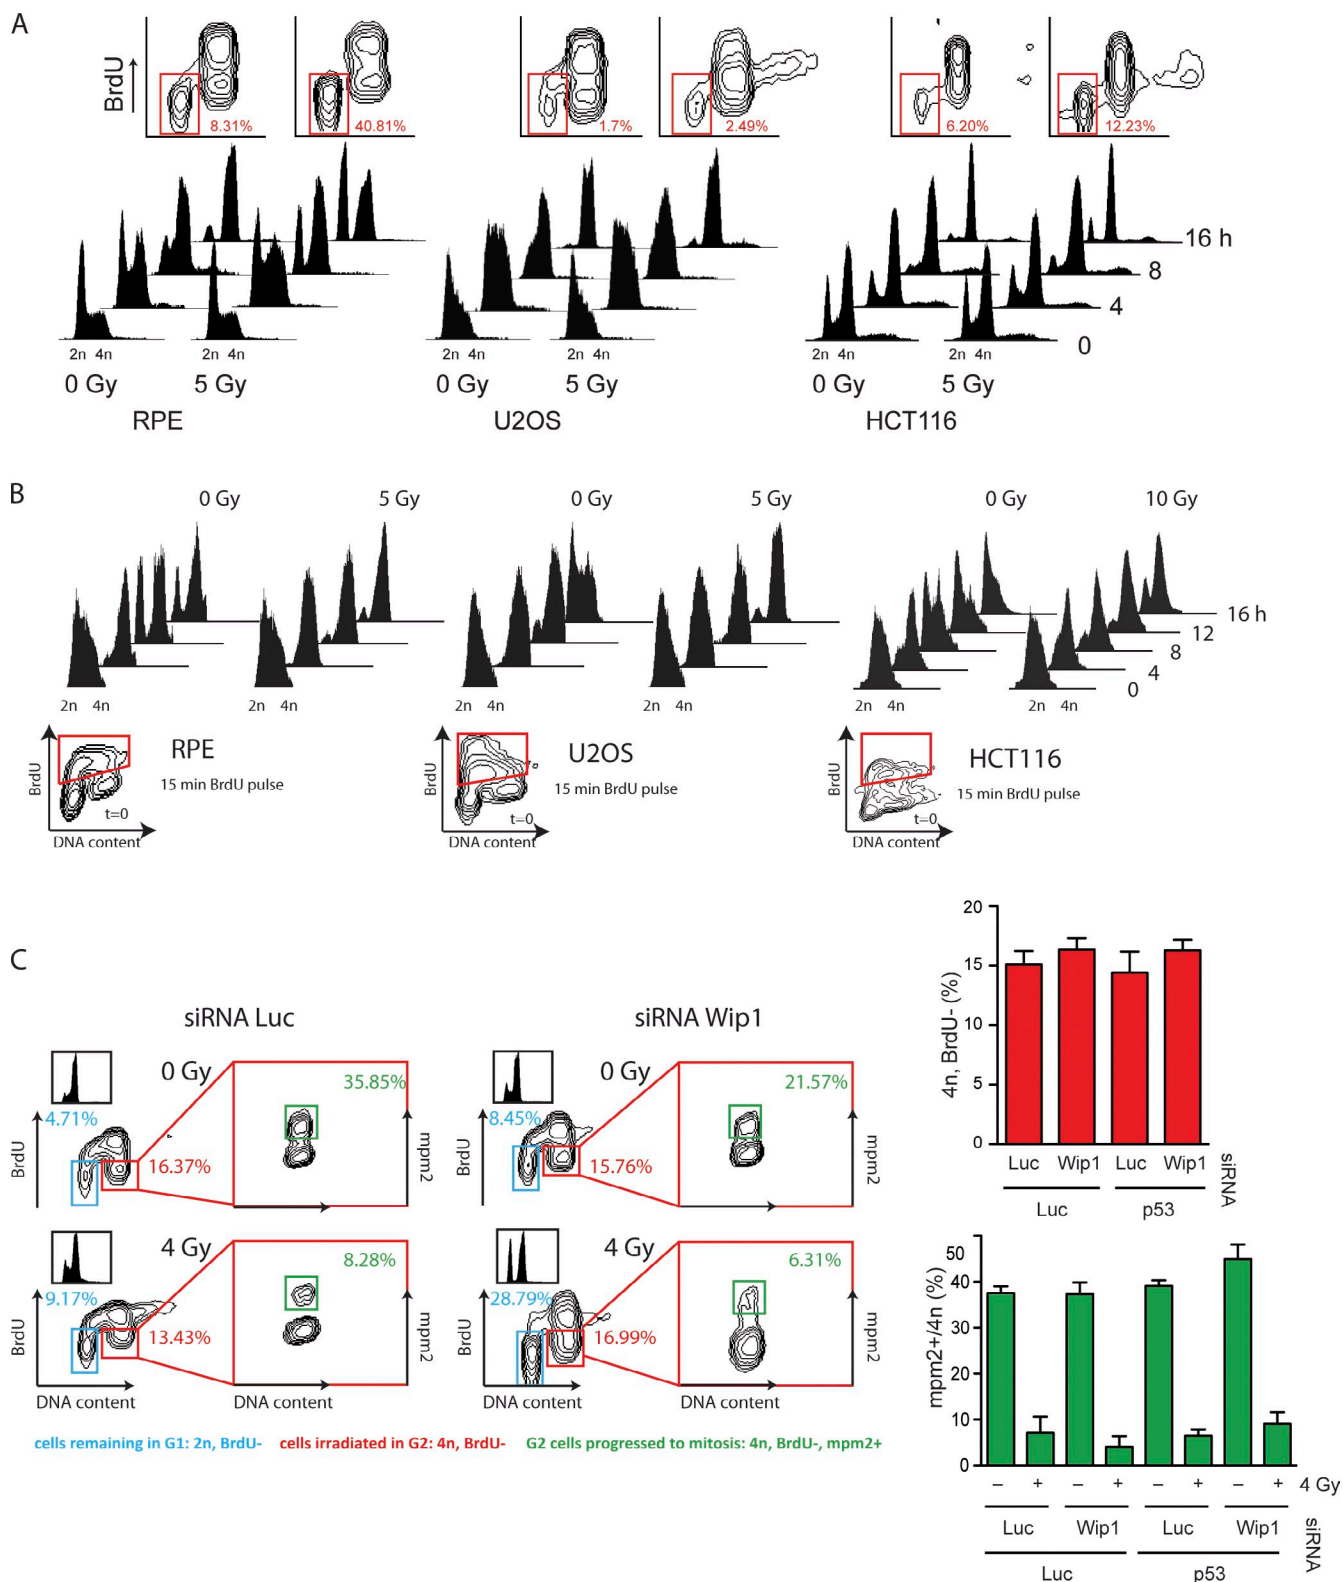 A
BrdU
8.31%
40.81%
1.7%
2.49%
6.20%
12.23%
16 h
8
4
0
2n 4n
2n 4n
2n 4n
2n 4n
2n 4n
2n 4n
0 Gy
5 Gy
0 Gy
5 Gy
0 Gy
5 Gy
RPE
U2OS
HCT116
B
0 Gy
5 Gy
0 Gy
5 Gy
0 Gy
10 Gy
16 h
12
8
4
0
2n 4n
2n 4n
2n 4n
2n 4n
2n 4n
2n 4n
BrdU
RPE
15 min BrdU pulse
t=0
DNA content
BrdU
U2OS
15 min BrdU pulse
t=0
DNA content
BrdU
HCT116
15 min BrdU pulse
t=0
DNA content
C
siRNA Luc
siRNA Wip1
0 Gy
4.71%
BrdU
16.37%
35.85%
mpm2
0 Gy
8.45%
BrdU
15.76%
21.57%
mpm2
4 Gy
9.17%
BrdU
13.43%
8.28%
mpm2
DNA content
DNA content
4 Gy
28.79%
BrdU
16.99%
6.31%
mpm2
DNA content
DNA content
cells remaining in G1: 2n, BrdU-
cells irradiated in G2: 4n, BrdU-
G2 cells progressed to mitosis: 4n, BrdU-, mpm2+
4n, BrdU- (%)
20
15
10
5
0
Luc Wip1 Luc Wip1
Luc p53
siRNA
mpm2+/4n (%)
50
40
30
20
10
0
– + – + – + – + 4 Gy
Luc Wip1 Luc Wip1
Luc p53
siRNA